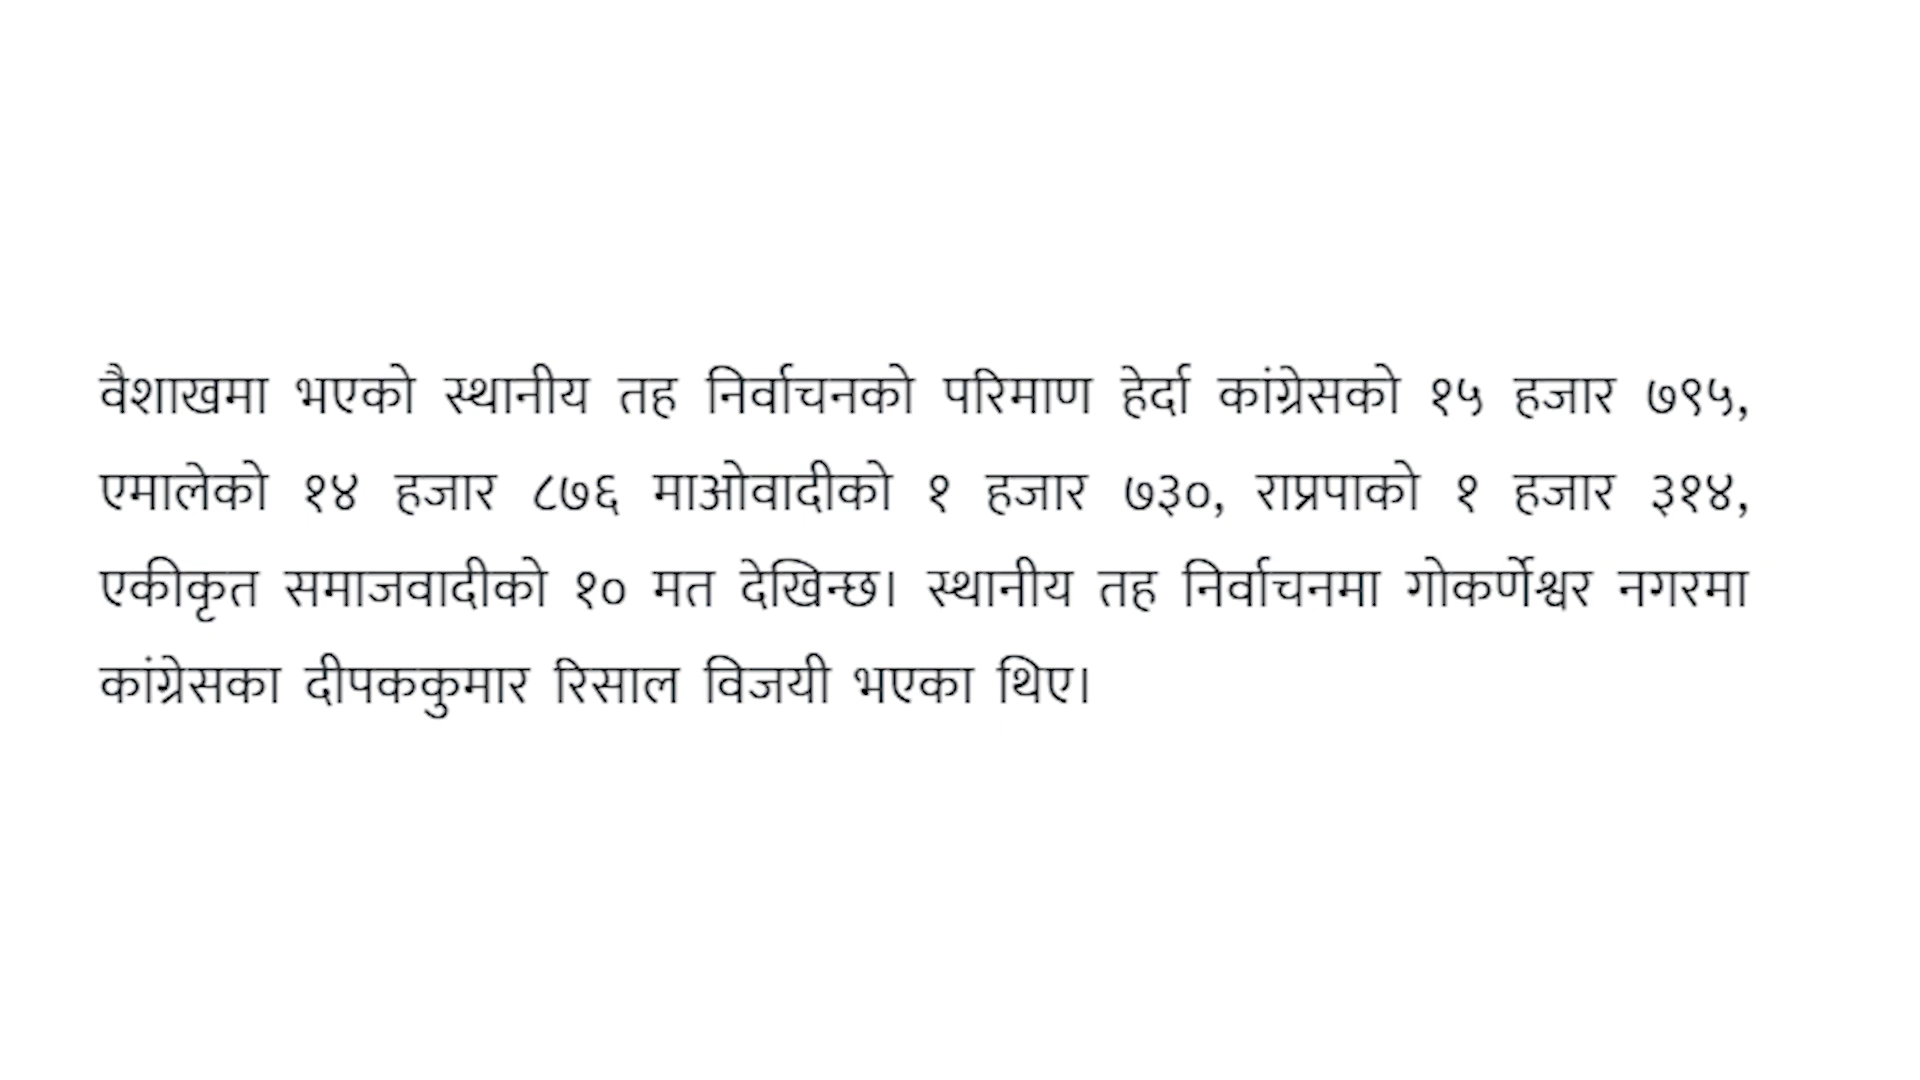 वैशाखमा भएको स्थानीय तह निर्वाचनको परिमाण हेर्दा कांग्रेसको १५ हजार ७९५,
एमालेको १४ हजार ८७६ माओवादीको १ हजार ७३०, राप्रपाको १ हजार ३१४,
एकीकृत समाजवादीको १० मत देखिन्छ। स्थानीय तह निर्वाचनमा गोकर्णेश्वर नगरमा
कांग्रेसका दीपककुमार रिसाल विजयी भएका थिए।